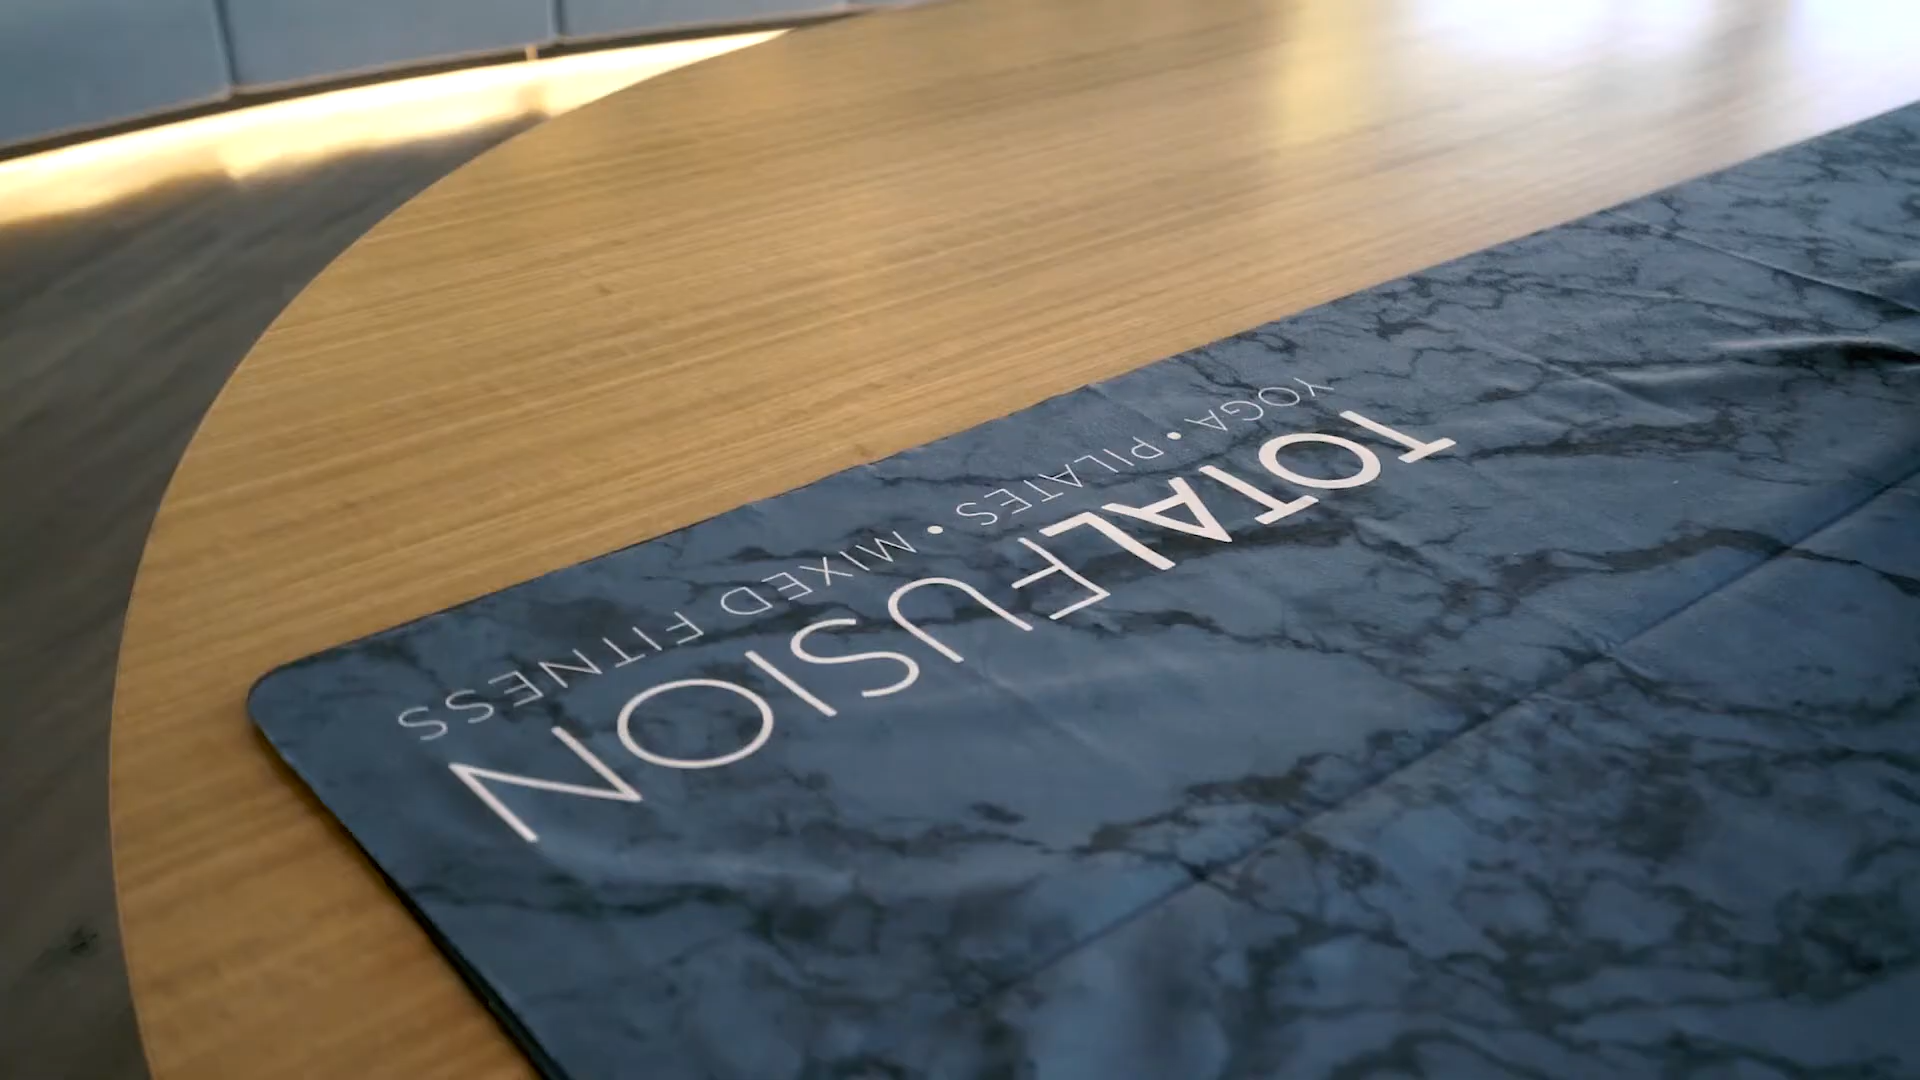 TOTALFUSION
YOGA • PILATES • MIXED FITNESS